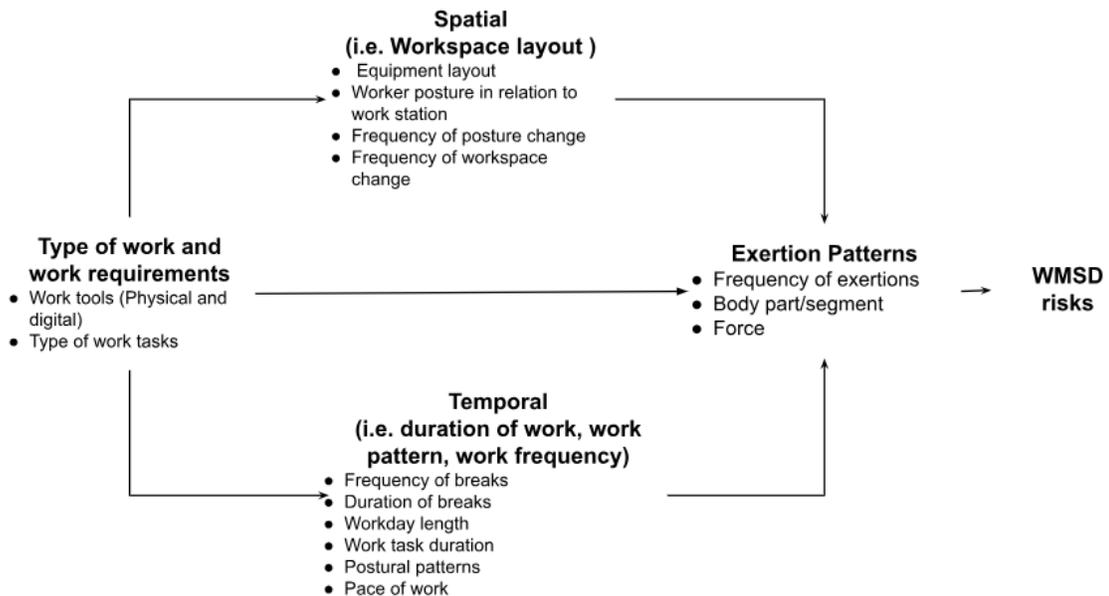 Spatial
(i.e. Workspace layout )
● Equipment layout
● Worker posture in relation to
work station
● Frequency of posture change
● Frequency of workspace
change
Type of work and
work requirements
● Work tools (Physical and
digital)
● Type of work tasks
Exertion Patterns
● Frequency of exertions
● Body part/segment
● Force
WMSD
risks
Temporal
(i.e. duration of work, work
pattern, work frequency)
● Frequency of breaks
● Duration of breaks
● Workday length
● Work task duration
● Postural patterns
● Pace of work